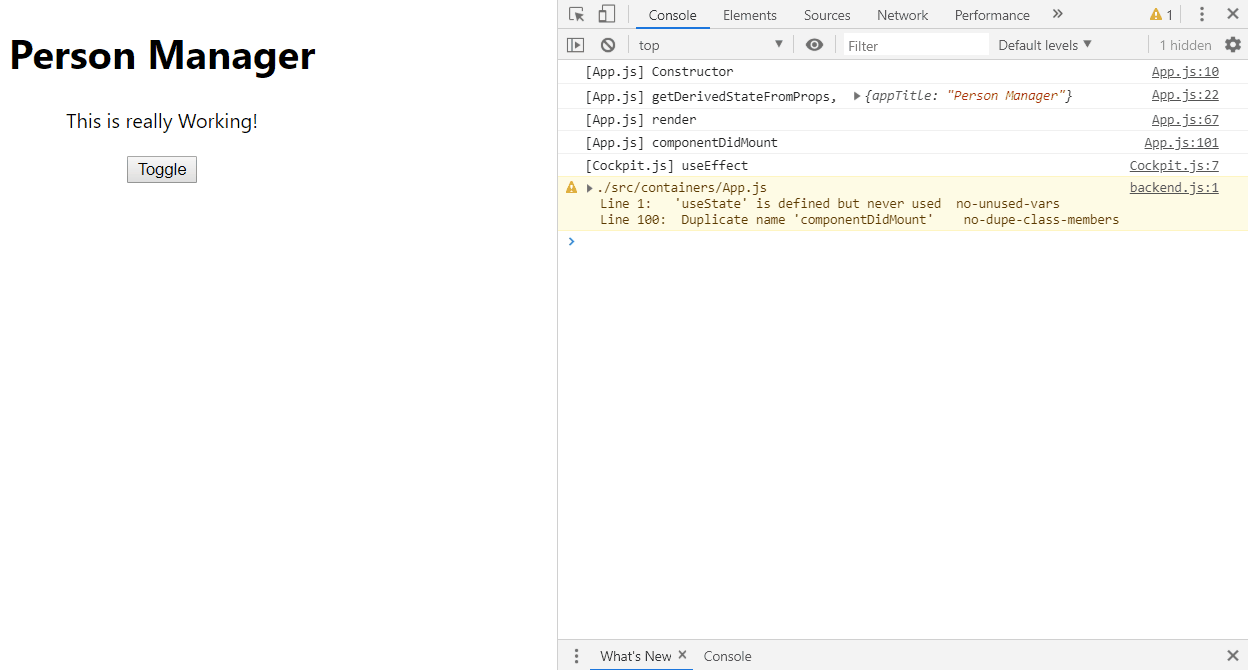 Person Manager
This is really Working!
Toggle
Console Elements Sources Network Performance » 1
top Filter Default levels 1 hidden
[App.js] Constructor App.js:10
[App.js] getDerivedStateFromProps, {appTitle: "Person Manager"} App.js:22
[App.js] render App.js:67
[App.js] componentDidMount App.js:101
[Cockpit.js] useEffect Cockpit.js:7
./src/containers/App.js backend.js:1
Line 1: 'useState' is defined but never used no-unused-vars
Line 100: Duplicate name 'componentDidMount' no-dupe-class-members
What's New Console